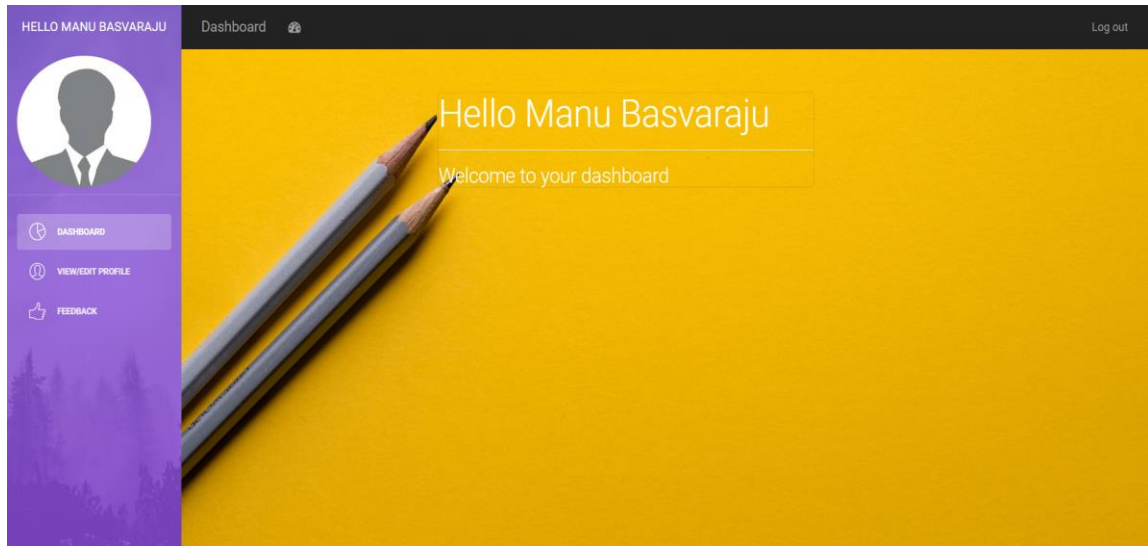 HELLO MANU BASVARAJU
DASHBOARD
VIEW/EDIT PROFILE
FEEDBACK
Dashboard
Log out
Hello Manu Basvaraju
Welcome to your dashboard